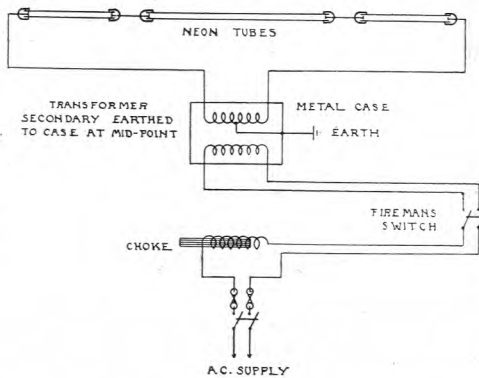 NEON TUBES
TRANSFORMER
SECONDARY EARTHED
TO CASE AT MID-POINT
METAL CASE
EARTH
FIREMANS
SWITCH
CHOKE
A.C. SUPPLY